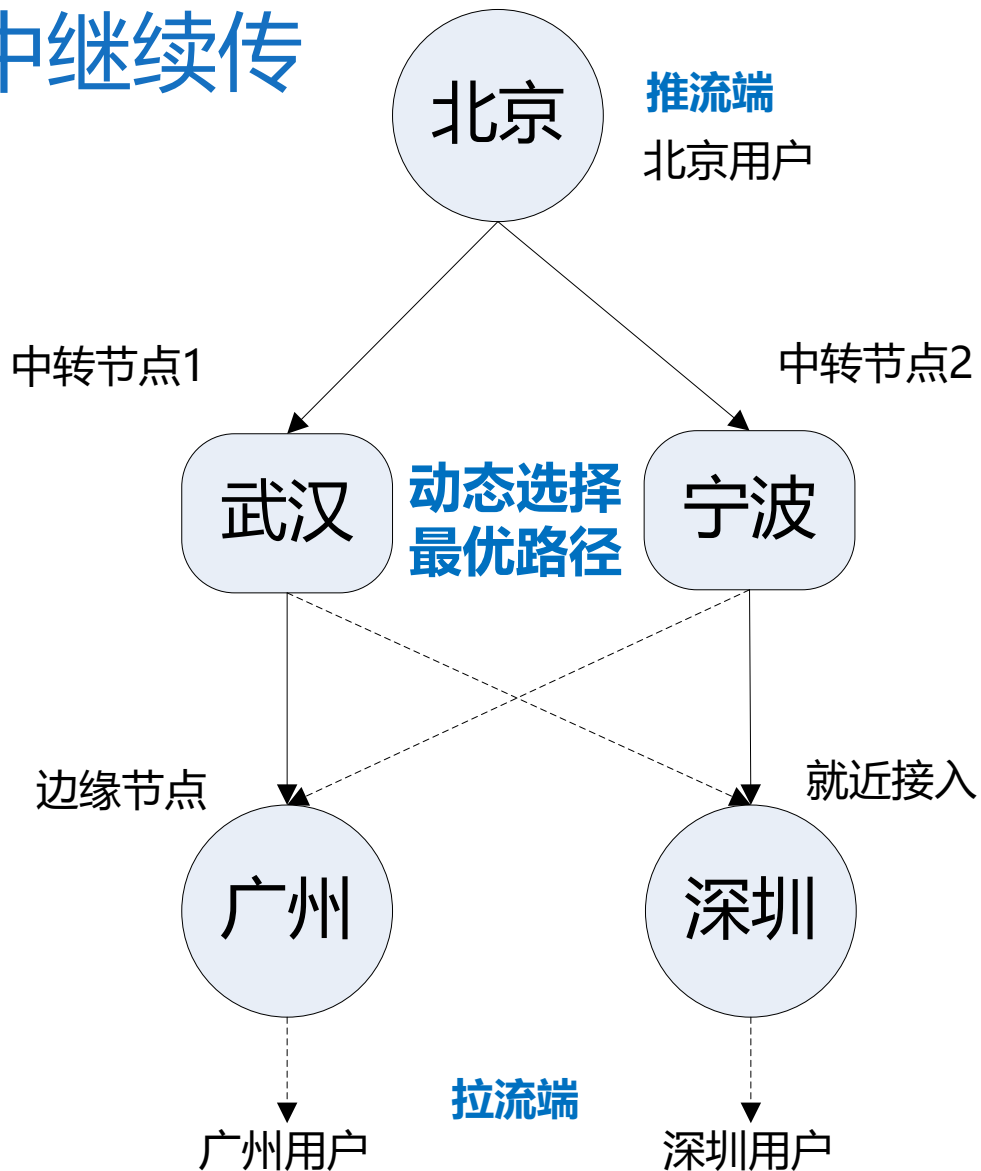 中继续传
北京
推流端
北京用户
中转节点1
中转节点2
武汉
动态选择
最优路径
宁波
边缘节点
就近接入
广州
深圳
拉流端
广州用户
深圳用户